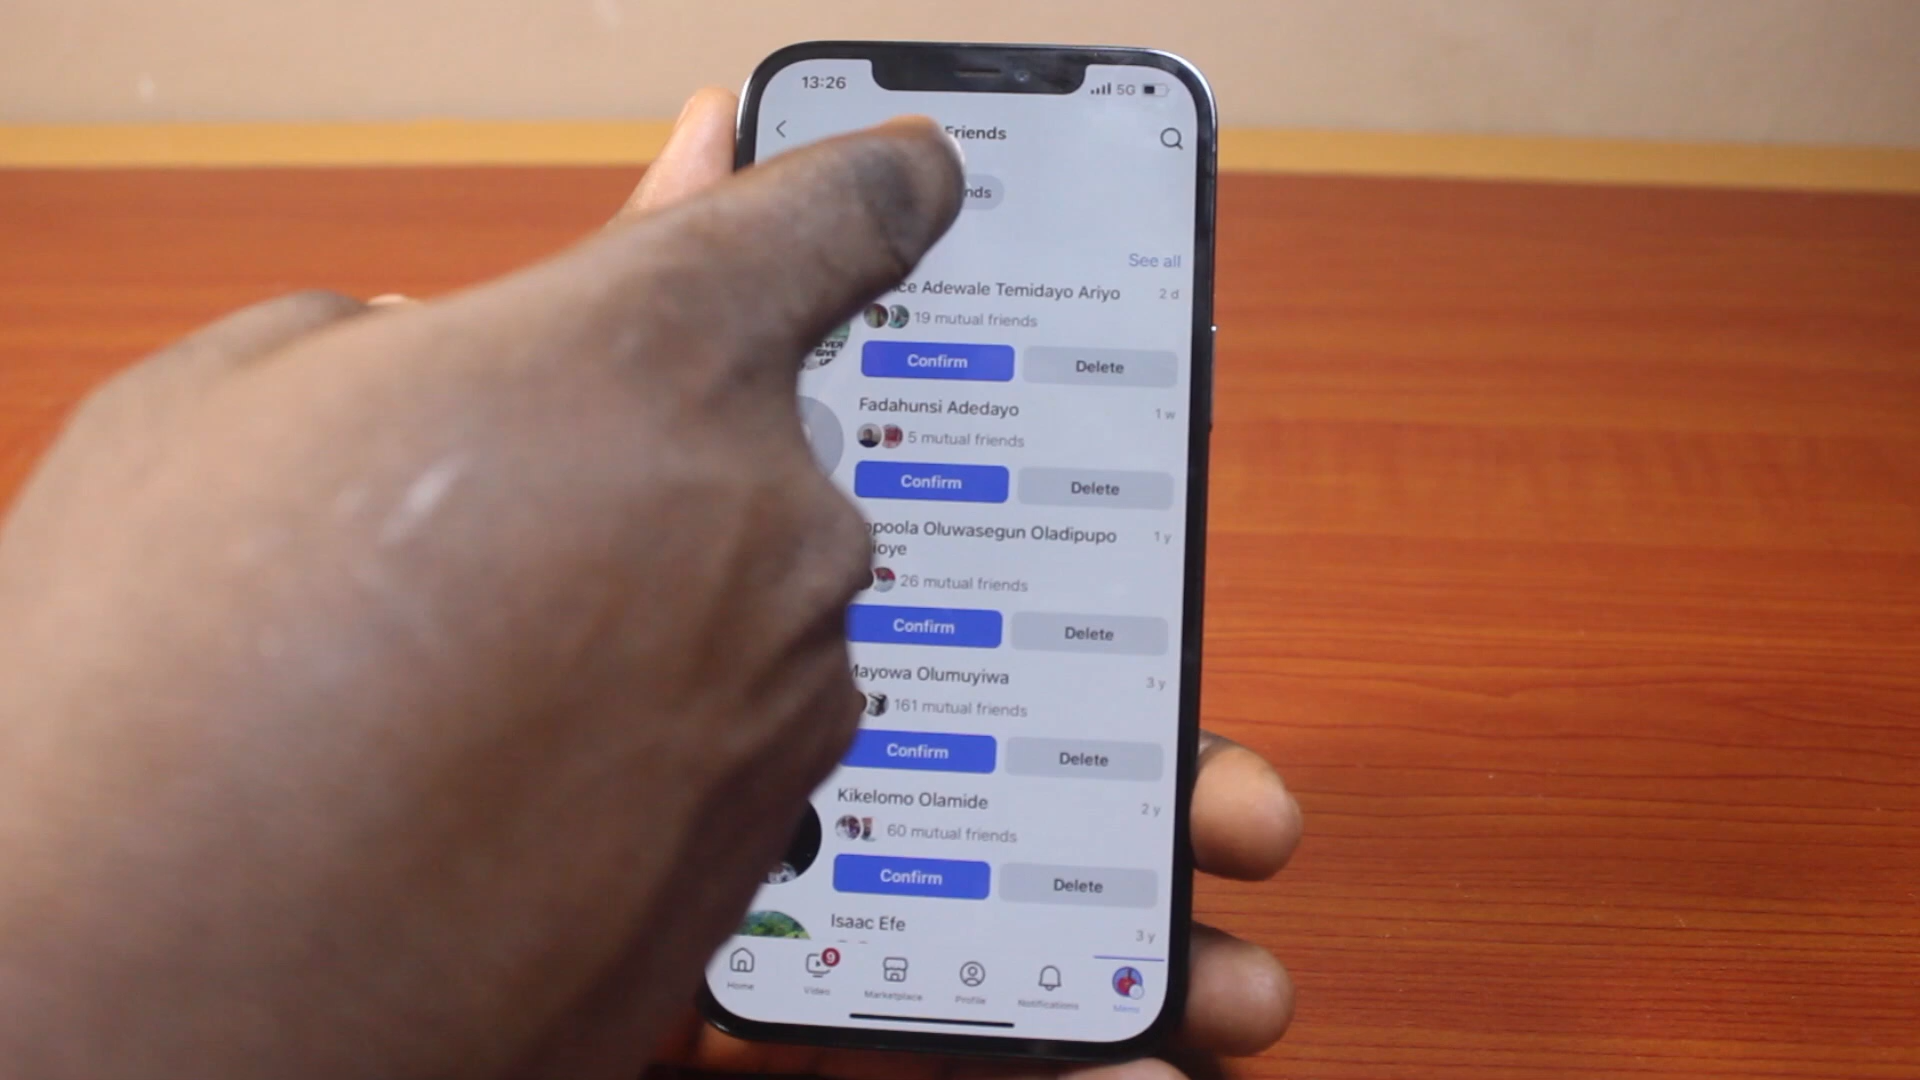 13:26
5G
Friends
See all
Adewale Temidayo Ariyo
2 d
19 mutual friends
Confirm
Delete
Fadahunsi Adedayo
1 w
5 mutual friends
Confirm
Delete
Oluwasegun Oladipupo
1 y
26 mutual friends
Confirm
Delete
Mayowa Olumuyiwa
3 y
161 mutual friends
Confirm
Delete
Kikelomo Olamide
2 y
60 mutual friends
Confirm
Delete
Isaac Efe
3 y
9
Home
Video
Marketplace
Profile
Notifications
Menu